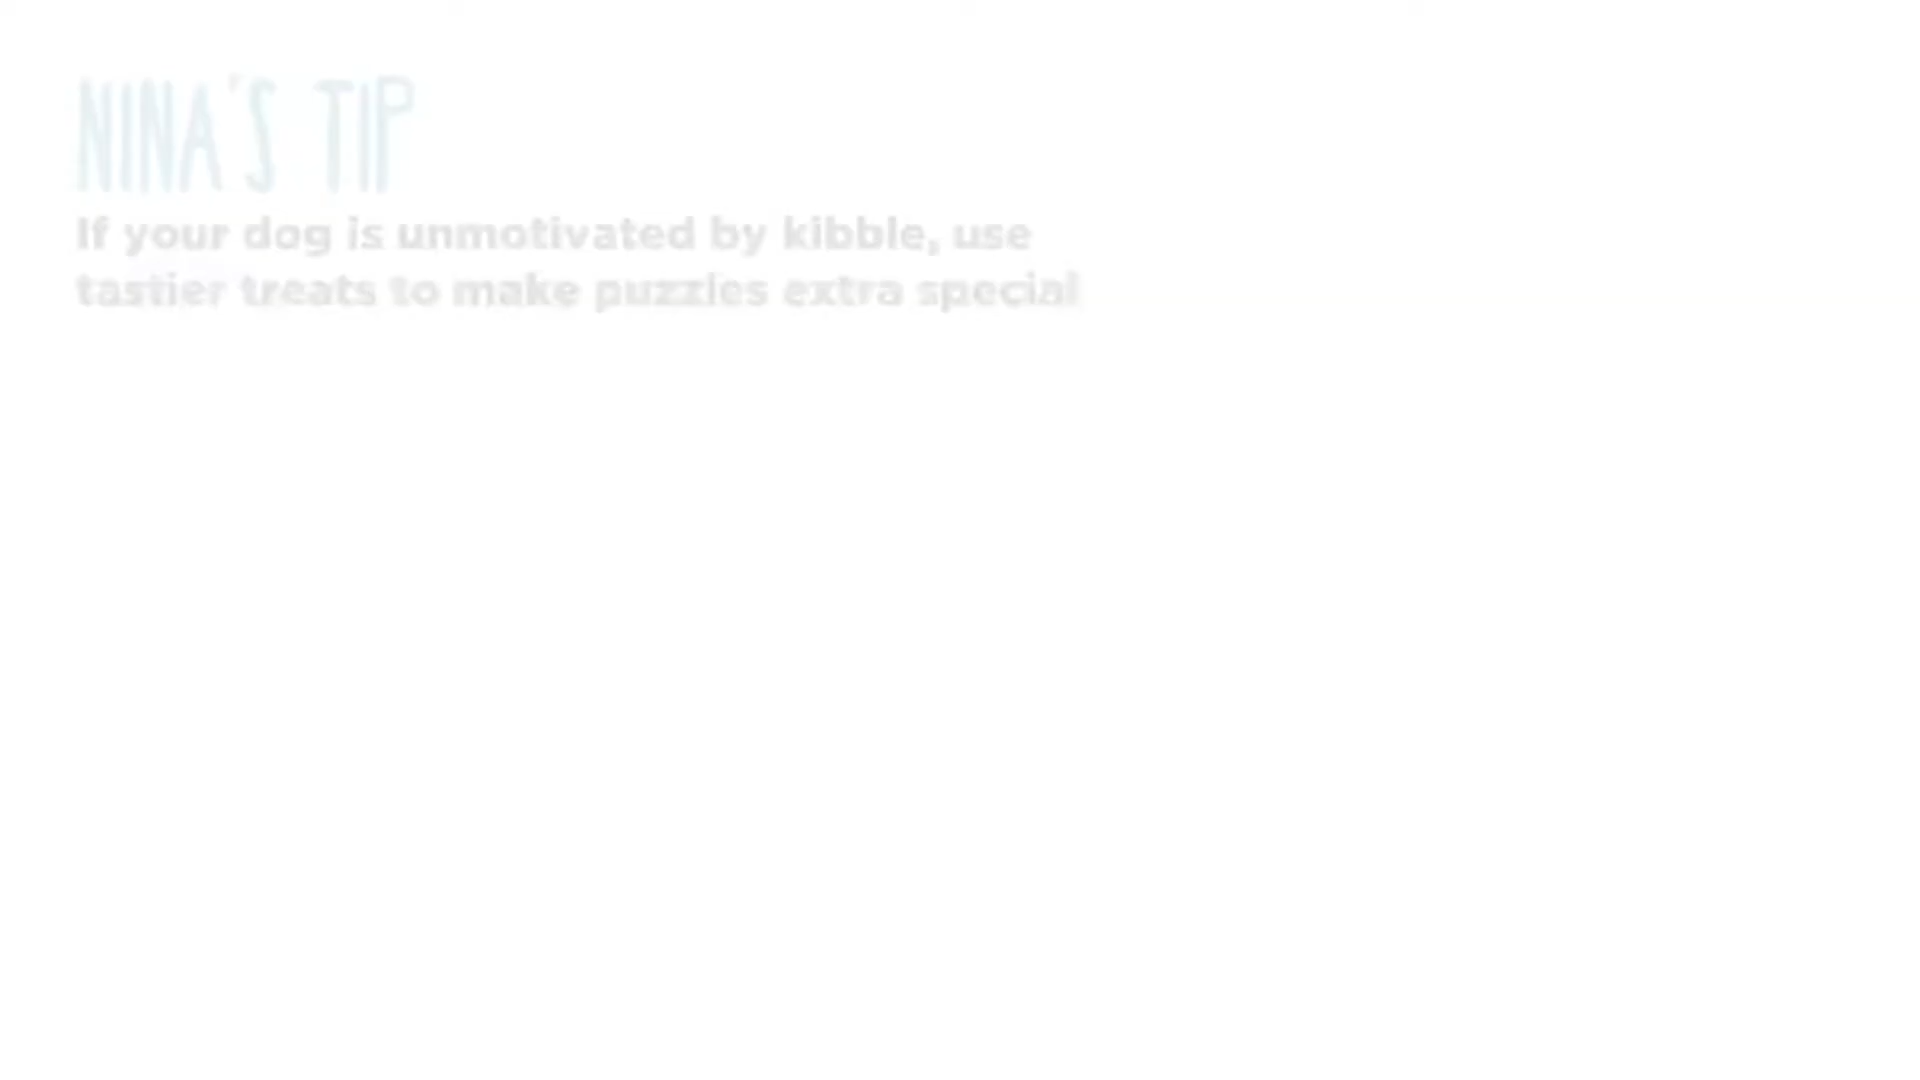 NINA'S TIP
If your dog is unmotivated by kibble, use
tastier treats to make puzzles extra special